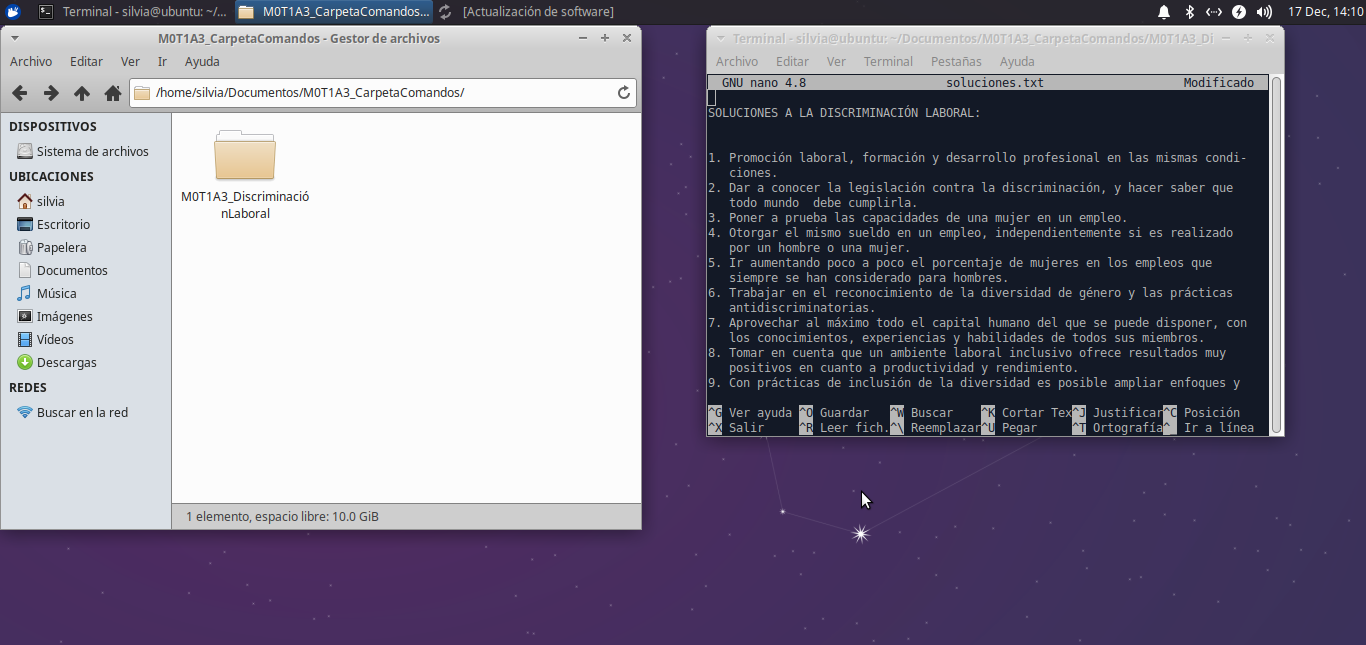 Terminal - silvia@ubuntu: ~/...
M0T1A3_CarpetaComandos...
[Actualización de software]
17 Dec, 14:10
M0T1A3_CarpetaComandos - Gestor de archivos
Archivo Editar Ver Ir Ayuda
/home/silvia/Documentos/M0T1A3_CarpetaComandos/
DISPOSITIVOS
Sistema de archivos
UBICACIONES
silvia
Escritorio
Papelera
Documentos
Música
Imágenes
Vídeos
Descargas
REDES
Buscar en la red
M0T1A3_Discriminació
nLaboral
1 elemento, espacio libre: 10.0 GiB
Terminal - silvia@ubuntu: ~/Documentos/M0T1A3_CarpetaComandos/M0T1A3_Di
Archivo Editar Ver Terminal Pestañas Ayuda
GNU nano 4.8 soluciones.txt Modificado
SOLUCIONES A LA DISCRIMINACIÓN LABORAL:
1. Promoción laboral, formación y desarrollo profesional en las mismas condi-
ciones.
2. Dar a conocer la legislación contra la discriminación, y hacer saber que
todo mundo  debe cumplirla.
3. Poner a prueba las capacidades de una mujer en un empleo.
4. Otorgar el mismo sueldo en un empleo, independientemente si es realizado
por un hombre o una mujer.
5. Ir aumentando poco a poco el porcentaje de mujeres en los empleos que
siempre se han considerado para hombres.
6. Trabajar en el reconocimiento de la diversidad de género y las prácticas
antidiscriminatorias.
7. Aprovechar al máximo todo el capital humano del que se puede disponer, con
los conocimientos, experiencias y habilidades de todos sus miembros.
8. Tomar en cuenta que un ambiente laboral inclusivo ofrece resultados muy
positivos en cuanto a productividad y rendimiento.
9. Con prácticas de inclusión de la diversidad es posible ampliar enfoques y
^G Ver ayuda ^O Guardar ^W Buscar ^K Cortar Tex^J Justificar^C Posición
^X Salir ^R Leer fich.^\ Reemplazar^U Pegar ^T Ortografía^_ Ir a línea